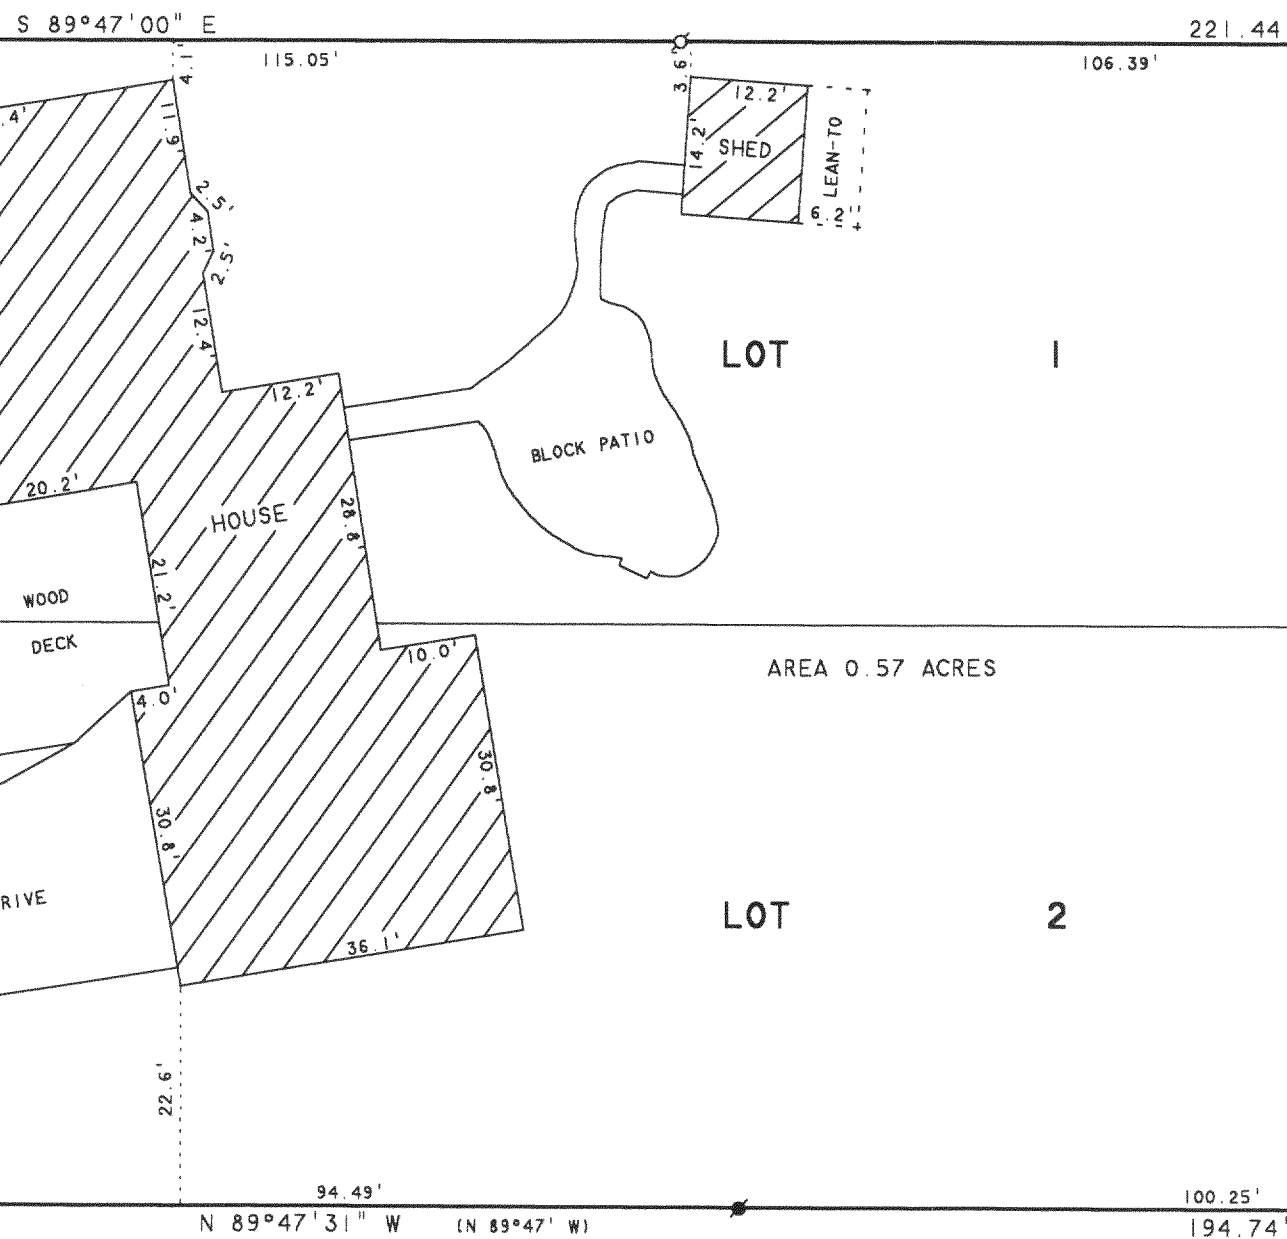 S 89°47'00" E
221.44
4.1'
115.05'
3.6'
106.39'
.4'
11.9'
12.2'
14.2'
SHED
LEAN-TO
6.2'
2.5'
4.2'
2.5'
12.4'
LOT 1
12.2'
BLOCK PATIO
20.2'
HOUSE
28.8'
21.2'
WOOD
DECK
10.0'
AREA 0.57 ACRES
4.0'
30.8'
30.8'
RIVE
LOT 2
36.1'
22.6'
94.49'
100.25'
N 89°47'31" W (N 89°47' W)
194.74'